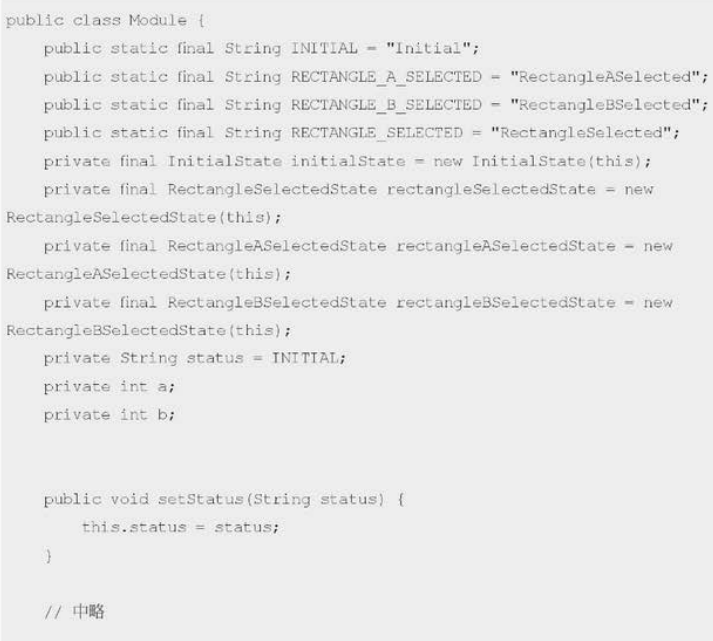 public class Module {
public static final String INITIAL = "Initial";
public static final String RECTANGLE_A_SELECTED = "RectangleASelected";
public static final String RECTANGLE_B_SELECTED = "RectangleBSelected";
public static final String RECTANGLE_SELECTED = "RectangleSelected";
private final InitialState initialState = new InitialState(this);
private final RectangleSelectedState rectangleSelectedState = new
RectangleSelectedState(this);
private final RectangleASelectedState rectangleASelectedState = new
RectangleASelectedState(this);
private final RectangleBSelectedState rectangleBSelectedState = new
RectangleBSelectedState(this);
private String status = INITIAL;
private int a;
private int b;
public void setStatus(String status) {
this.status = status;
}
// 中略